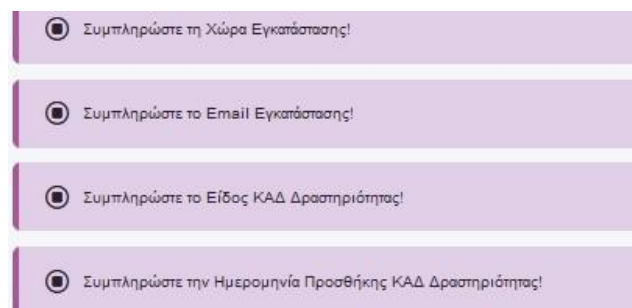 Συμπληρώστε τη Χώρα Εγκατάστασης!
Συμπληρώστε το Email Εγκατάστασης!
Συμπληρώστε το Είδος ΚΑΔ Δραστηριότητας!
Συμπληρώστε την Ημερομηνία Προσθήκης ΚΑΔ Δραστηριότητας!